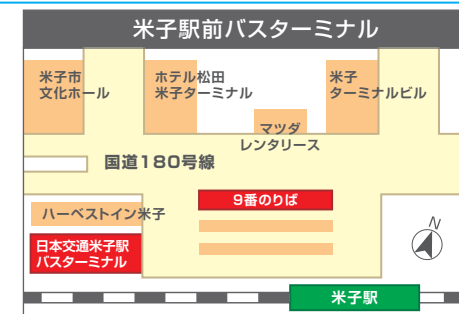 米子駅前バスターミナル
米子市
文化ホール
ホテル松田
米子ターミナル
米子
ターミナルビル
マツダ
レンタリース
国道180号線
9番のりば
ハーベストイン米子
日本交通米子駅
バスターミナル
N
米子駅